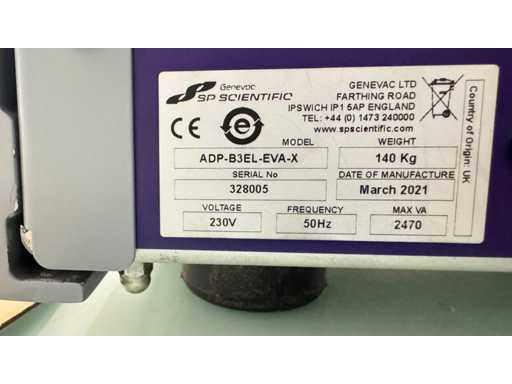 Genevac
SP SCIENTIFIC
GENEVAC LTD
FARTHING ROAD
IPSWICH IP1 5AP ENGLAND
TEL: +44 (0) 1473 240000
www.spscientific.com
CE
e
Country of Origin: UK
MODEL
ADP-B3EL-EVA-X
WEIGHT
140 Kg
SERIAL No
328005
DATE OF MANUFACTURE
March 2021
VOLTAGE
230V
FREQUENCY
50Hz
MAX VA
2470